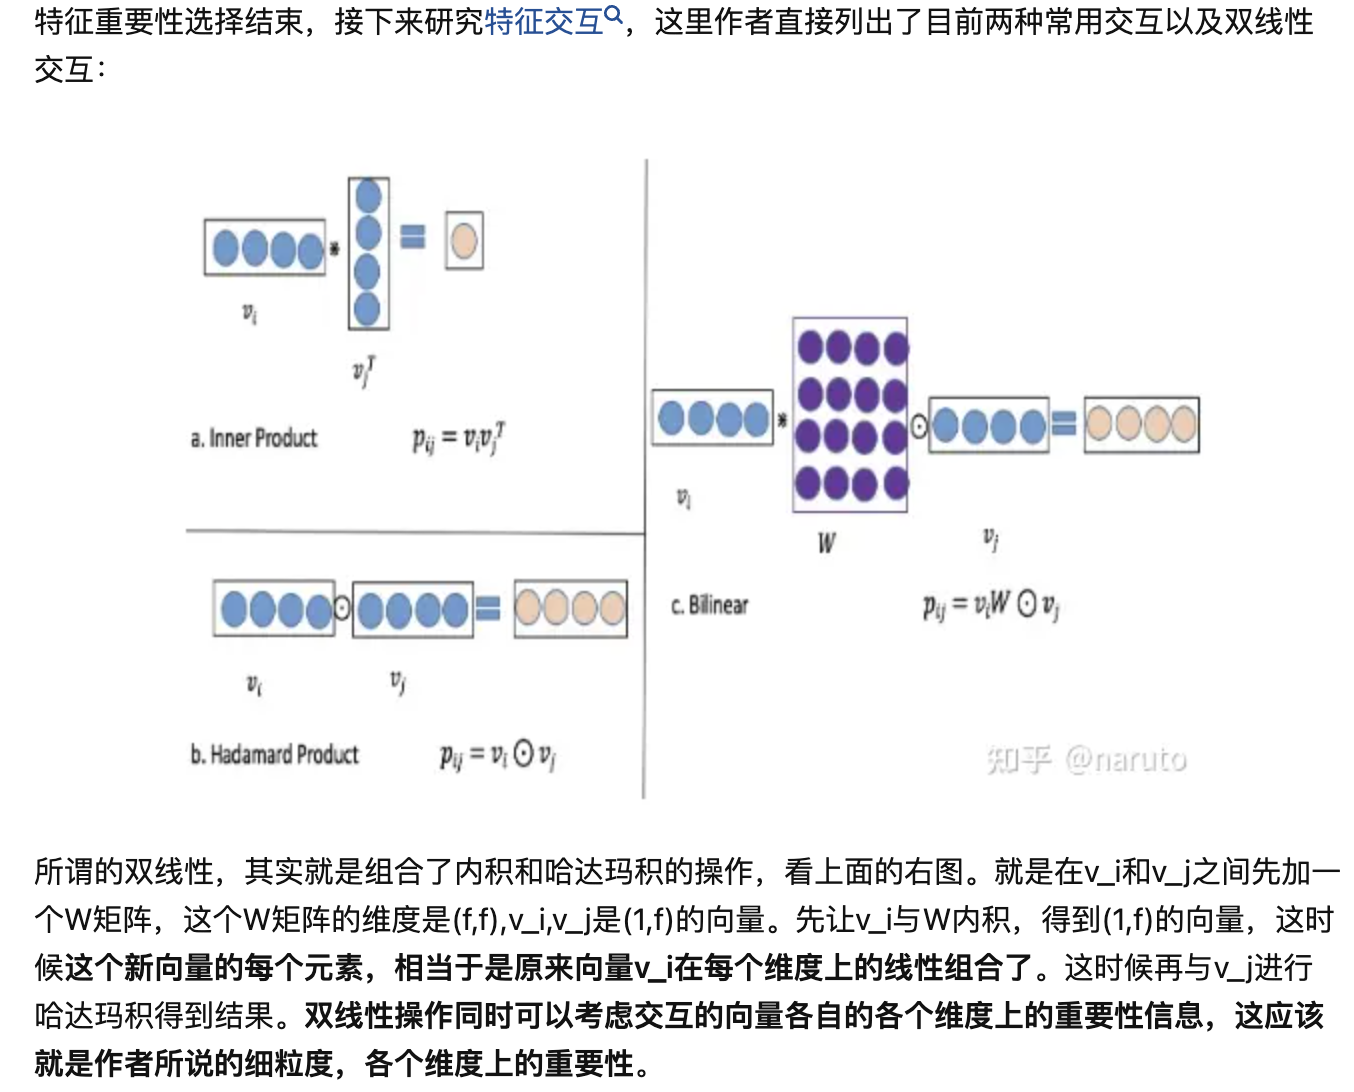 特征重要性选择结束，接下来研究特征交互，这里作者直接列出了目前两种常用交互以及双线性
交互：
*
=
v_i
v_j^T
a. Inner Product
p_ij = v_i v_j^T
⊙
=
v_i
v_j
b. Hadamard Product
p_ij = v_i ⊙ v_j
*
⊙
=
v_i
W
v_j
c. Bilinear
p_ij = v_i W ⊙ v_j
知乎 @naruto
所谓的双线性，其实就是组合了内积和哈达玛积的操作，看上面的右图。就是在v_i和v_j之间先加一
个W矩阵，这个W矩阵的维度是(f,f),v_i,v_j是(1,f)的向量。先让v_i与W内积，得到(1,f)的向量，这时
候这个新向量的每个元素，相当于是原来向量v_i在每个维度上的线性组合了。这时候再与v_j进行
哈达玛积得到结果。双线性操作同时可以考虑交互的向量各自的各个维度上的重要性信息，这应该
就是作者所说的细粒度，各个维度上的重要性。